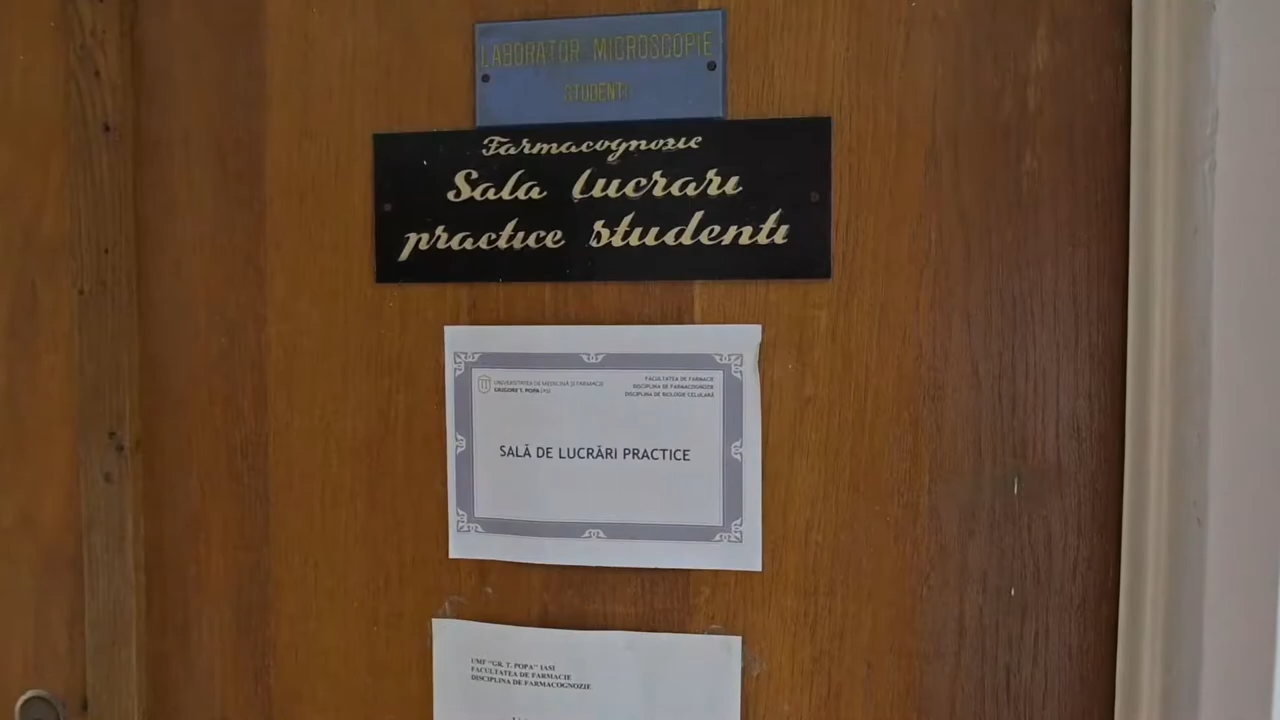 LABORATOR MICROSCOPIE
STUDENTI
Farmacognozie
Sala lucrari
practice studenti
UNIVERSITATEA DE MEDICINĂ ȘI FARMACIE
GRIGORE T. POPA IAȘI
FACULTATEA DE FARMACIE
DISCIPLINA DE FARMACOGNOZIE
DISCIPLINA DE BIOLOGIE CELULARĂ
SALĂ DE LUCRĂRI PRACTICE
UMF "GR. T. POPA" IASI
FACULTATEA DE FARMACIE
DISCIPLINA DE FARMACOGNOZIE